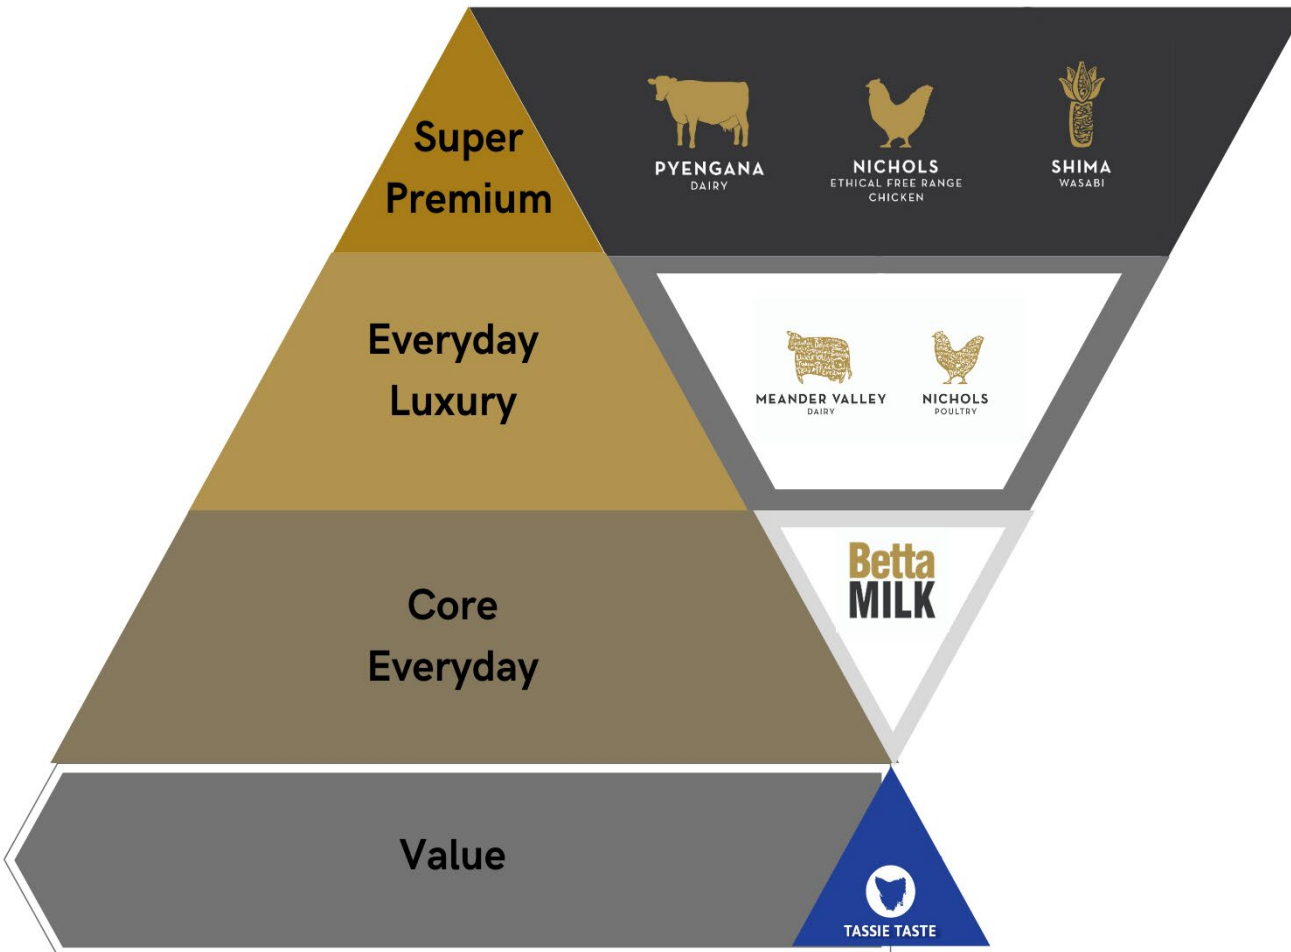 Super
Premium
PYENGANA
DAIRY
NICHOLS
ETHICAL FREE RANGE
CHICKEN
SHIMA
WASABI
Everyday
Luxury
MEANDER VALLEY
DAIRY
NICHOLS
POULTRY
Core
Everyday
Betta
MILK
Value
TASSIE TASTE